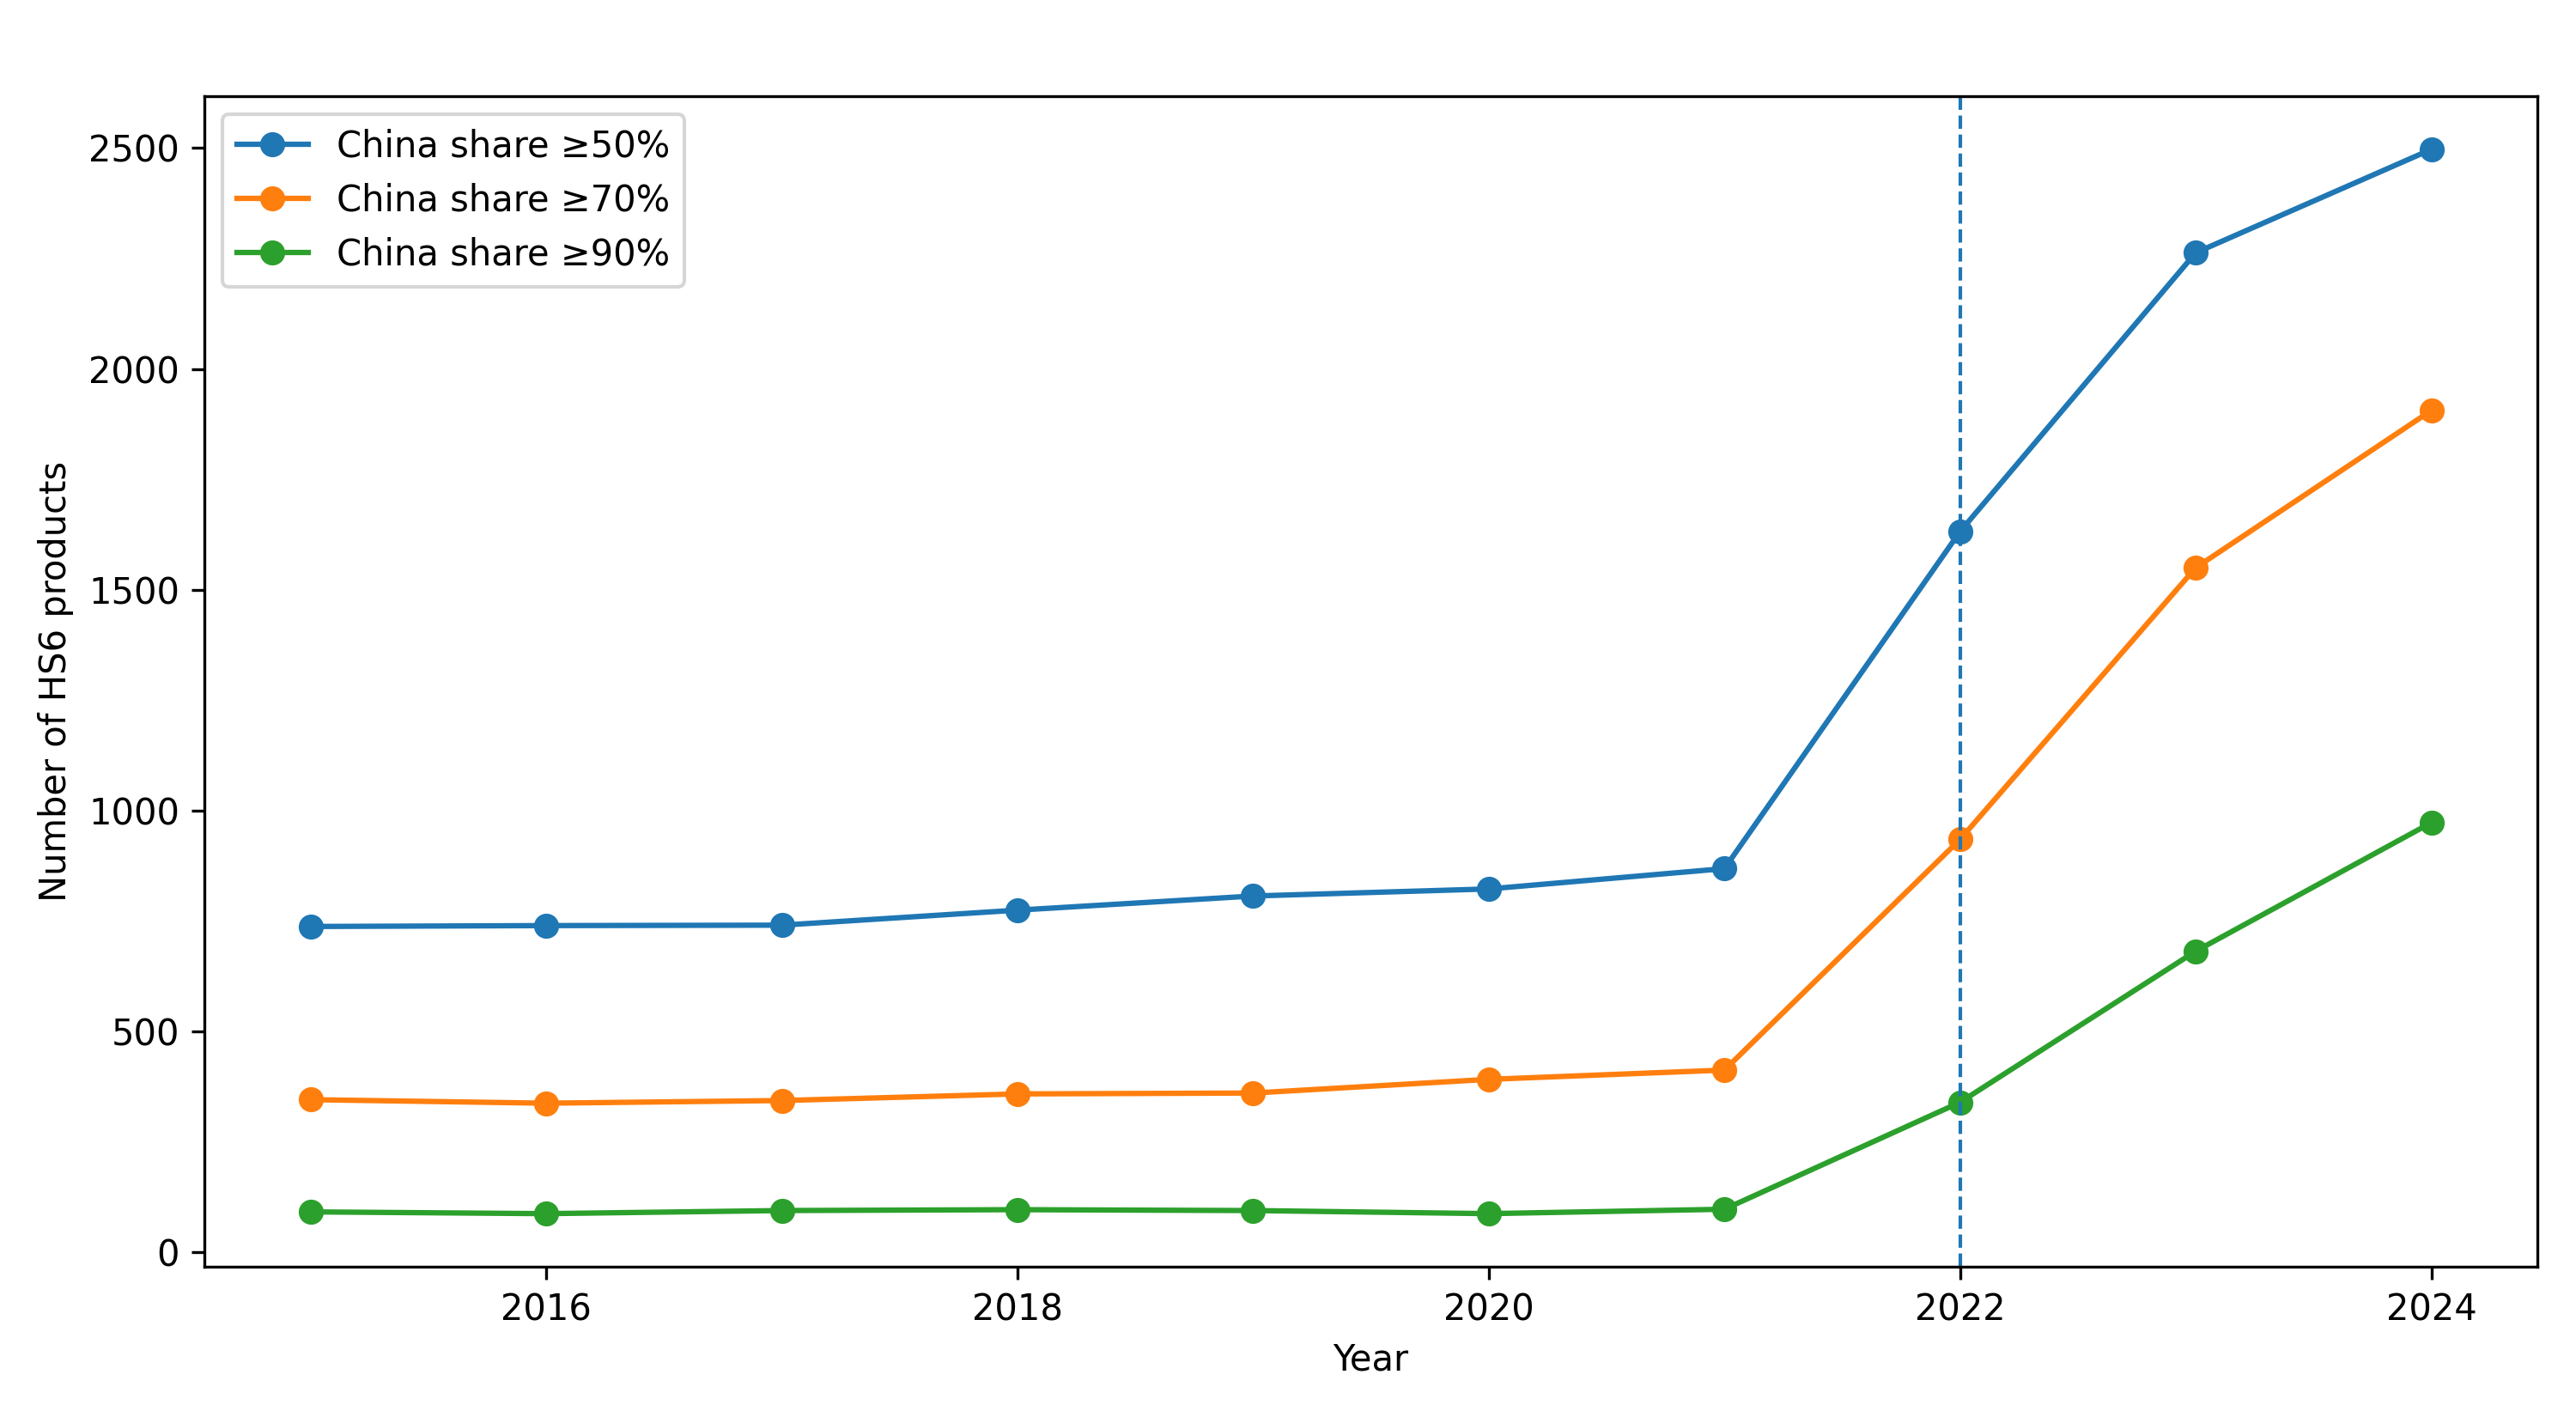 China share ≥50%
China share ≥70%
China share ≥90%
2500
2000
1500
1000
500
0
Number of HS6 products
2016 2018 2020 2022 2024
Year